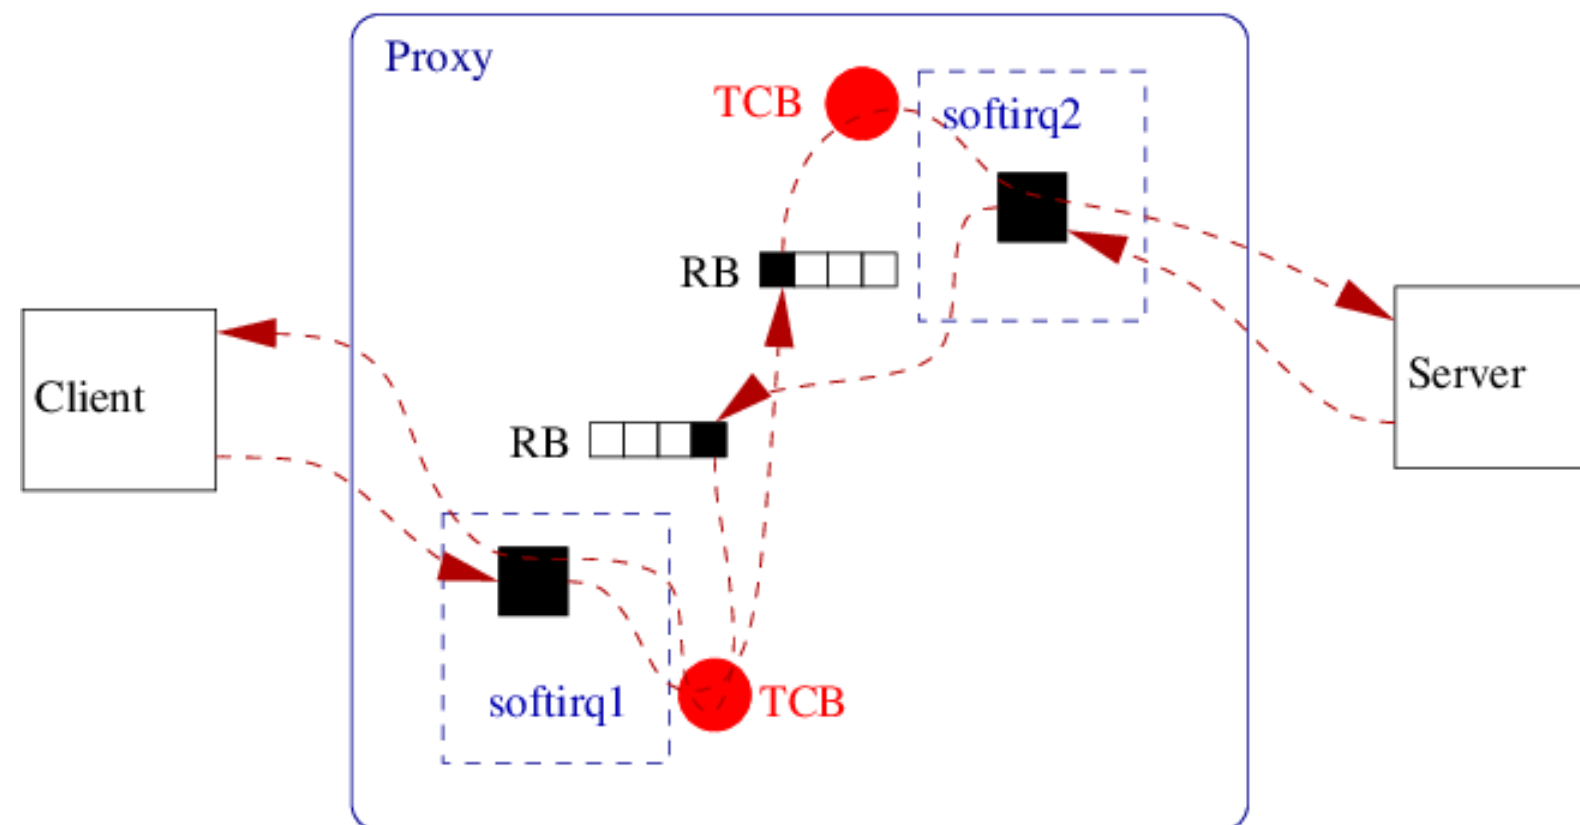 Proxy
TCB
softirq2
RB
Client
Server
RB
softirq1
TCB